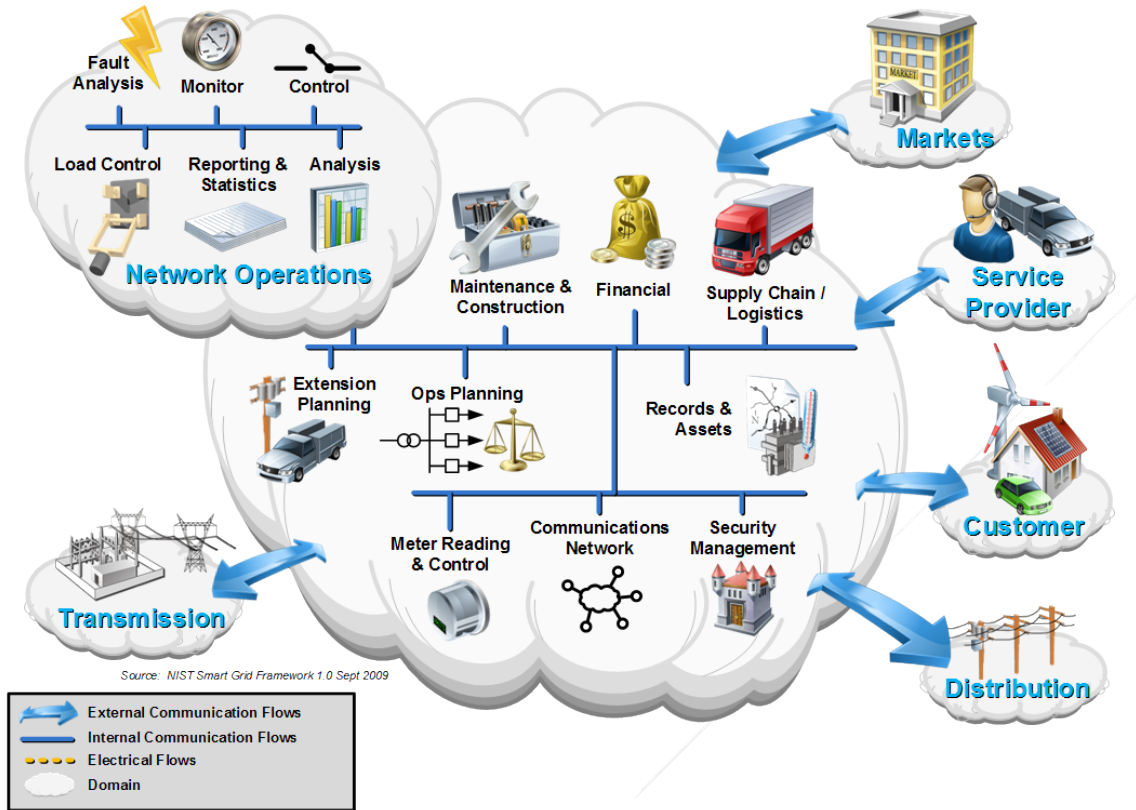 Fault
Analysis
Monitor
Control
Load Control
Reporting &
Statistics
Analysis
Network Operations
MARKET
Markets
Maintenance &
Construction
$
Financial
Supply Chain /
Logistics
Service
Provider
Extension
Planning
Ops Planning
Records &
Assets
N
Customer
Meter Reading
& Control
Communications
Network
Security
Management
Transmission
Distribution
Source: NIST Smart Grid Framework 1.0 Sept 2009
External Communication Flows
Internal Communication Flows
Electrical Flows
Domain